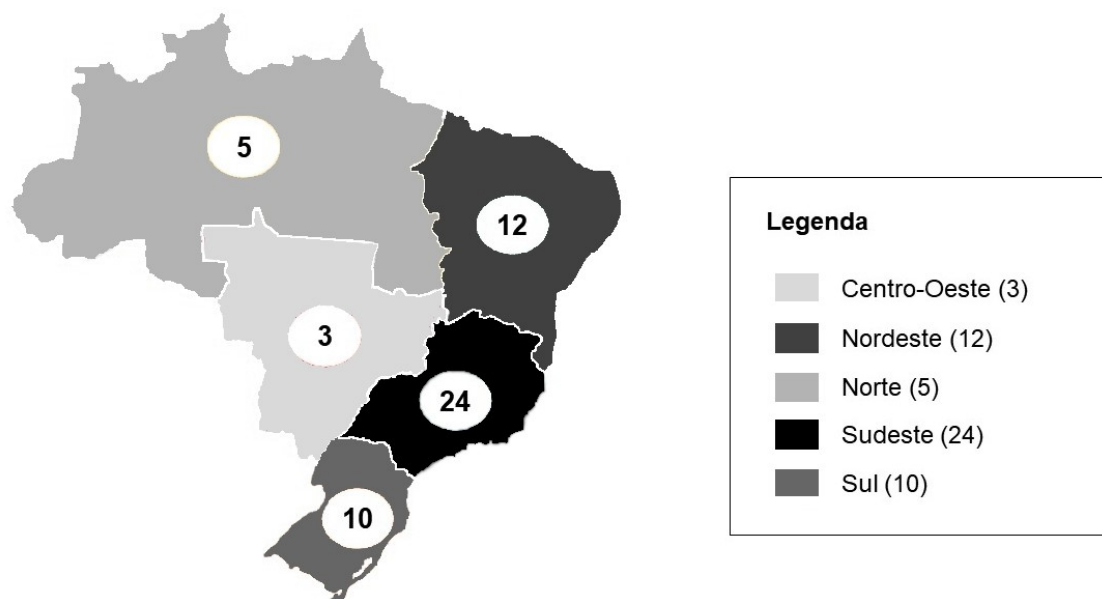 5
12
3
24
10
Legenda
Centro-Oeste (3)
Nordeste (12)
Norte (5)
Sudeste (24)
Sul (10)